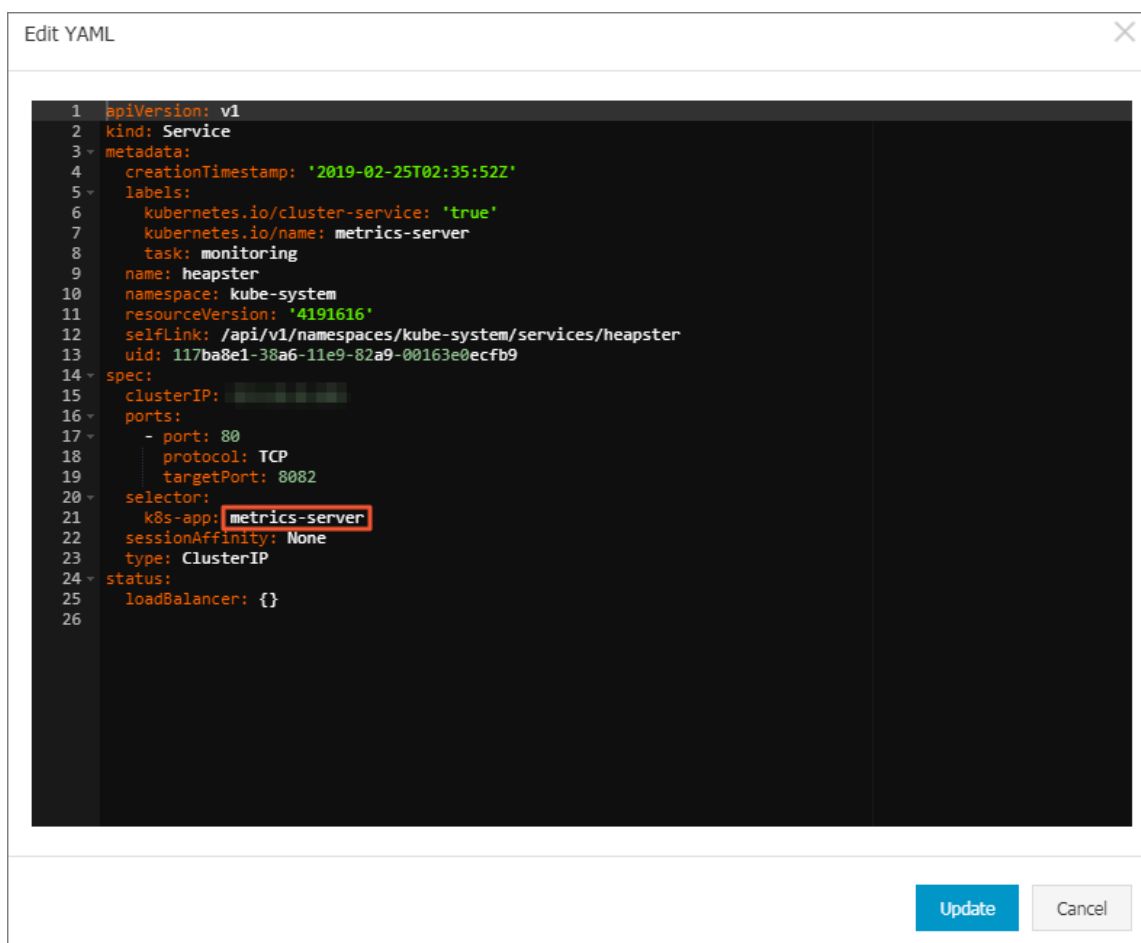 Edit YAML
1 apiVersion: v1
2 kind: Service
3 metadata:
4   creationTimestamp: '2019-02-25T02:35:52Z'
5   labels:
6     kubernetes.io/cluster-service: 'true'
7     kubernetes.io/name: metrics-server
8     task: monitoring
9   name: heapster
10   namespace: kube-system
11   resourceVersion: '4191616'
12   selfLink: /api/v1/namespaces/kube-system/services/heapster
13   uid: 117ba8e1-38a6-11e9-82a9-00163e0ecfb9
14 spec:
15   clusterIP:
16   ports:
17     - port: 80
18       protocol: TCP
19       targetPort: 8082
20   selector:
21     k8s-app: metrics-server
22   sessionAffinity: None
23   type: ClusterIP
24 status:
25   loadBalancer: {}
26
Update Cancel